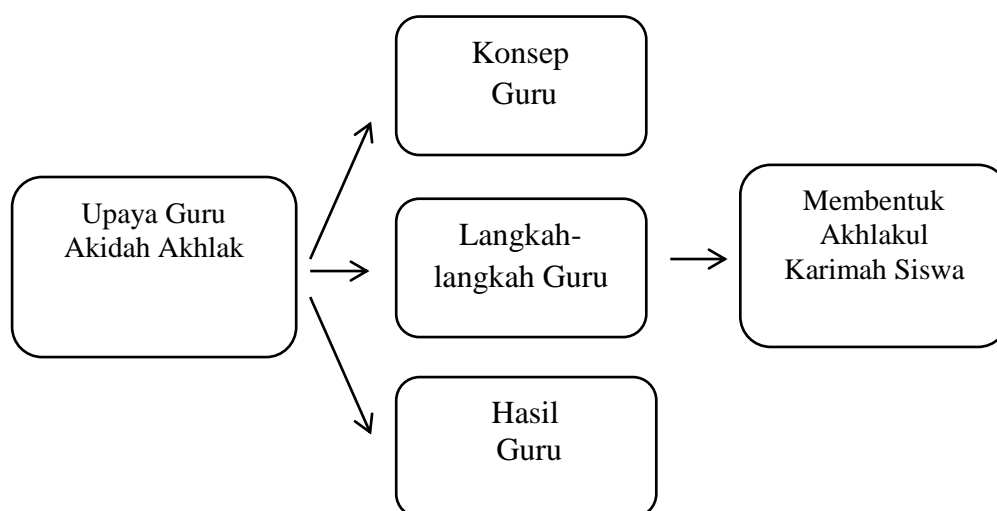 Konsep
Guru
Upaya Guru
Akidah Akhlak
Langkah-
langkah Guru
Membentuk
Akhlakul
Karimah Siswa
Hasil
Guru